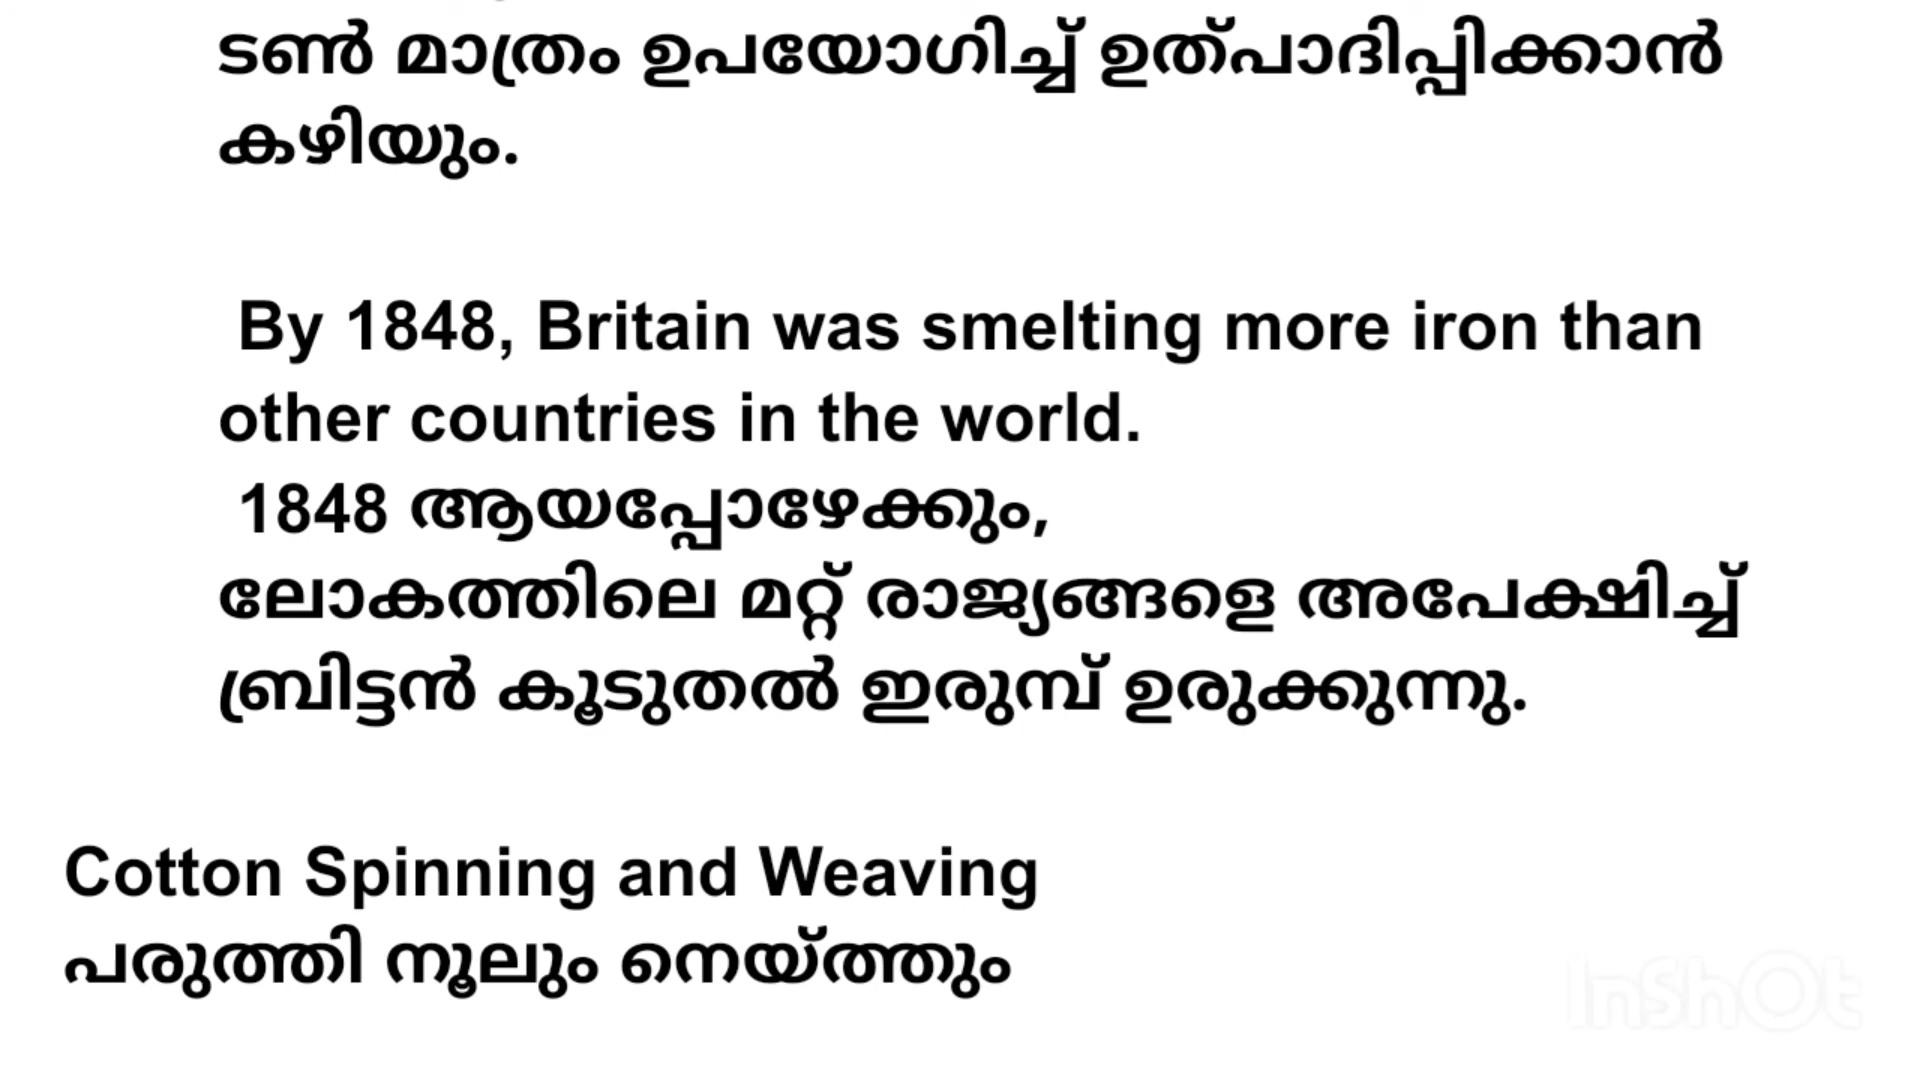 ടൺ മാത്രം ഉപയോഗിച്ച് ഉത്പാദിപ്പിക്കാൻ
കഴിയും.
By 1848, Britain was smelting more iron than
other countries in the world.
1848 ആയപ്പോഴേക്കും,
ലോകത്തിലെ മറ്റ് രാജ്യങ്ങളെ അപേക്ഷിച്ച്
ബ്രിട്ടൻ കൂടുതൽ ഇരുമ്പ് ഉരുക്കുന്നു.
Cotton Spinning and Weaving
പരുത്തി നൂലും നെയ്ത്തും
InShOt